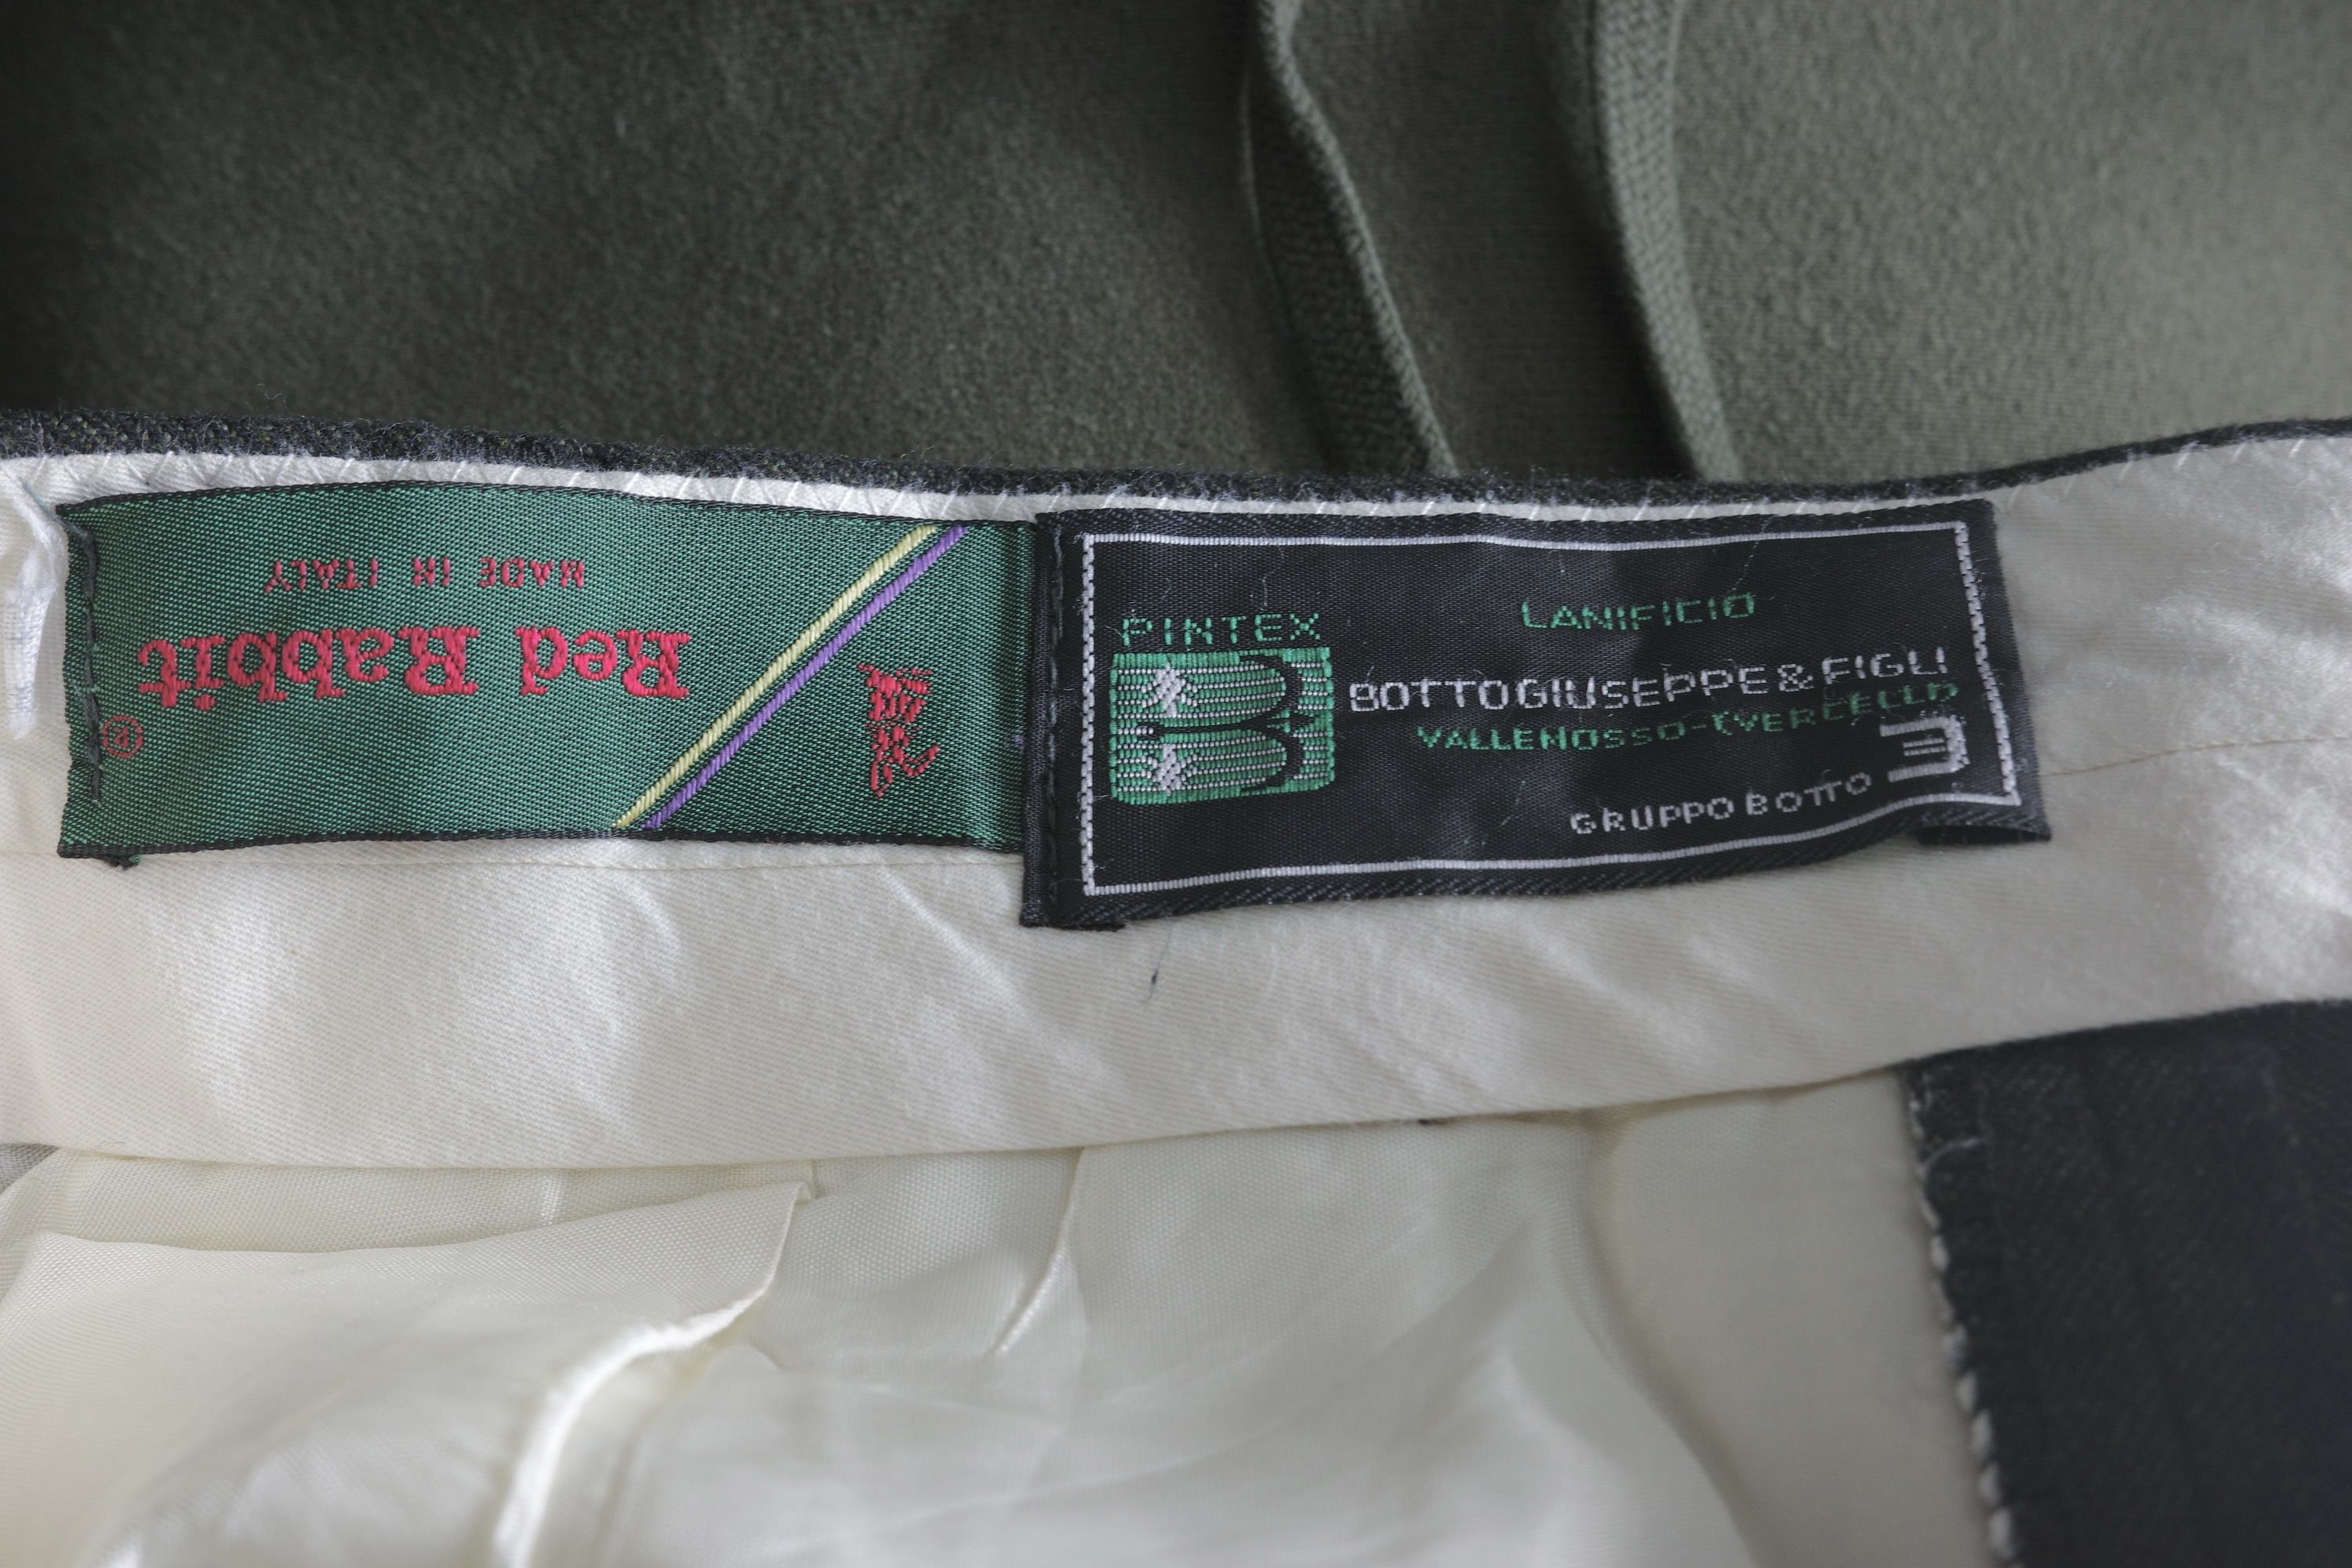 Red Rabbit
®
MADE IN ITALY
PINTEX
LANIFICIO
BOTTO GIUSEPPE & FIGLI
VALLEMOSSO-(VERCELLI)
GRUPPO BOTTO